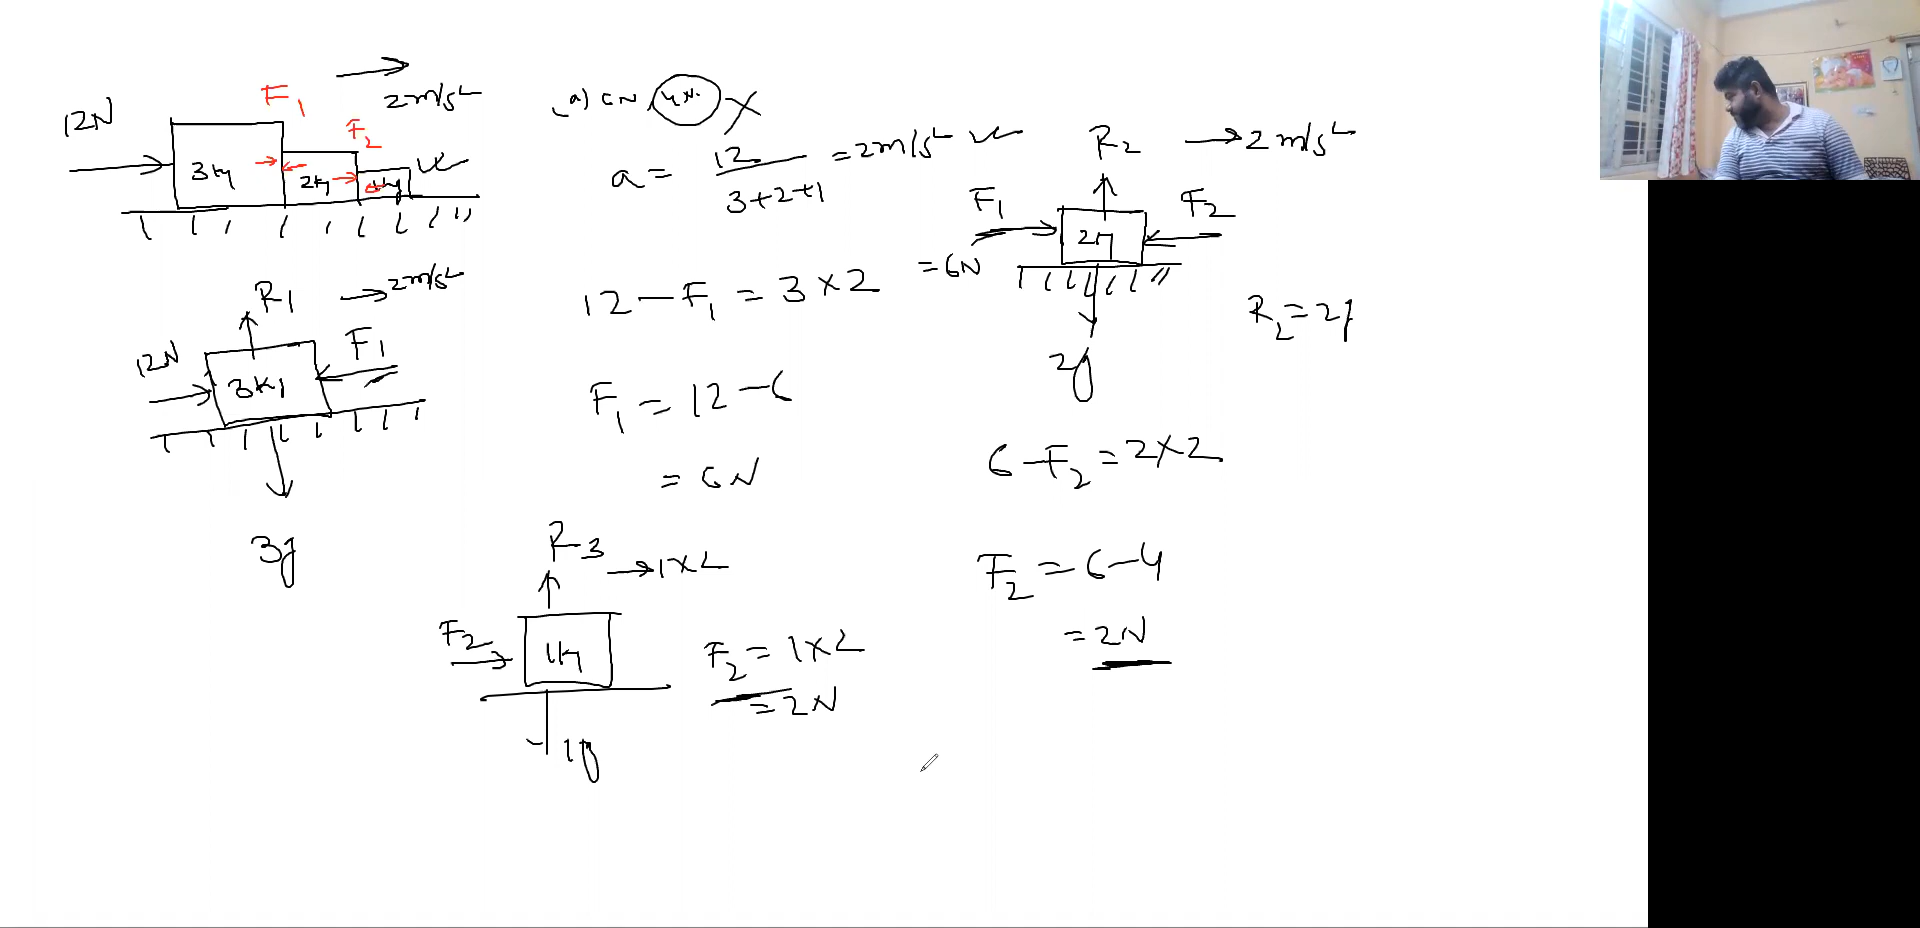 12N
F1
F2
2m/s²
3kg
2kg
1kg
a) 6N, 4N.
a = 12 / 3+2+1 = 2m/s²
R1
2m/s²
12N
3kg
F1
3g
12 - F1 = 3 × 2
F1 = 12 - 6
= 6N
R2
2 m/s²
F1
= 6N
F2
2g
R2 = 2g
6 - F2 = 2×2
F2 = 6-4
= 2N
R3
1×2
F2
1kg
1g
F2 = 1×2
= 2N